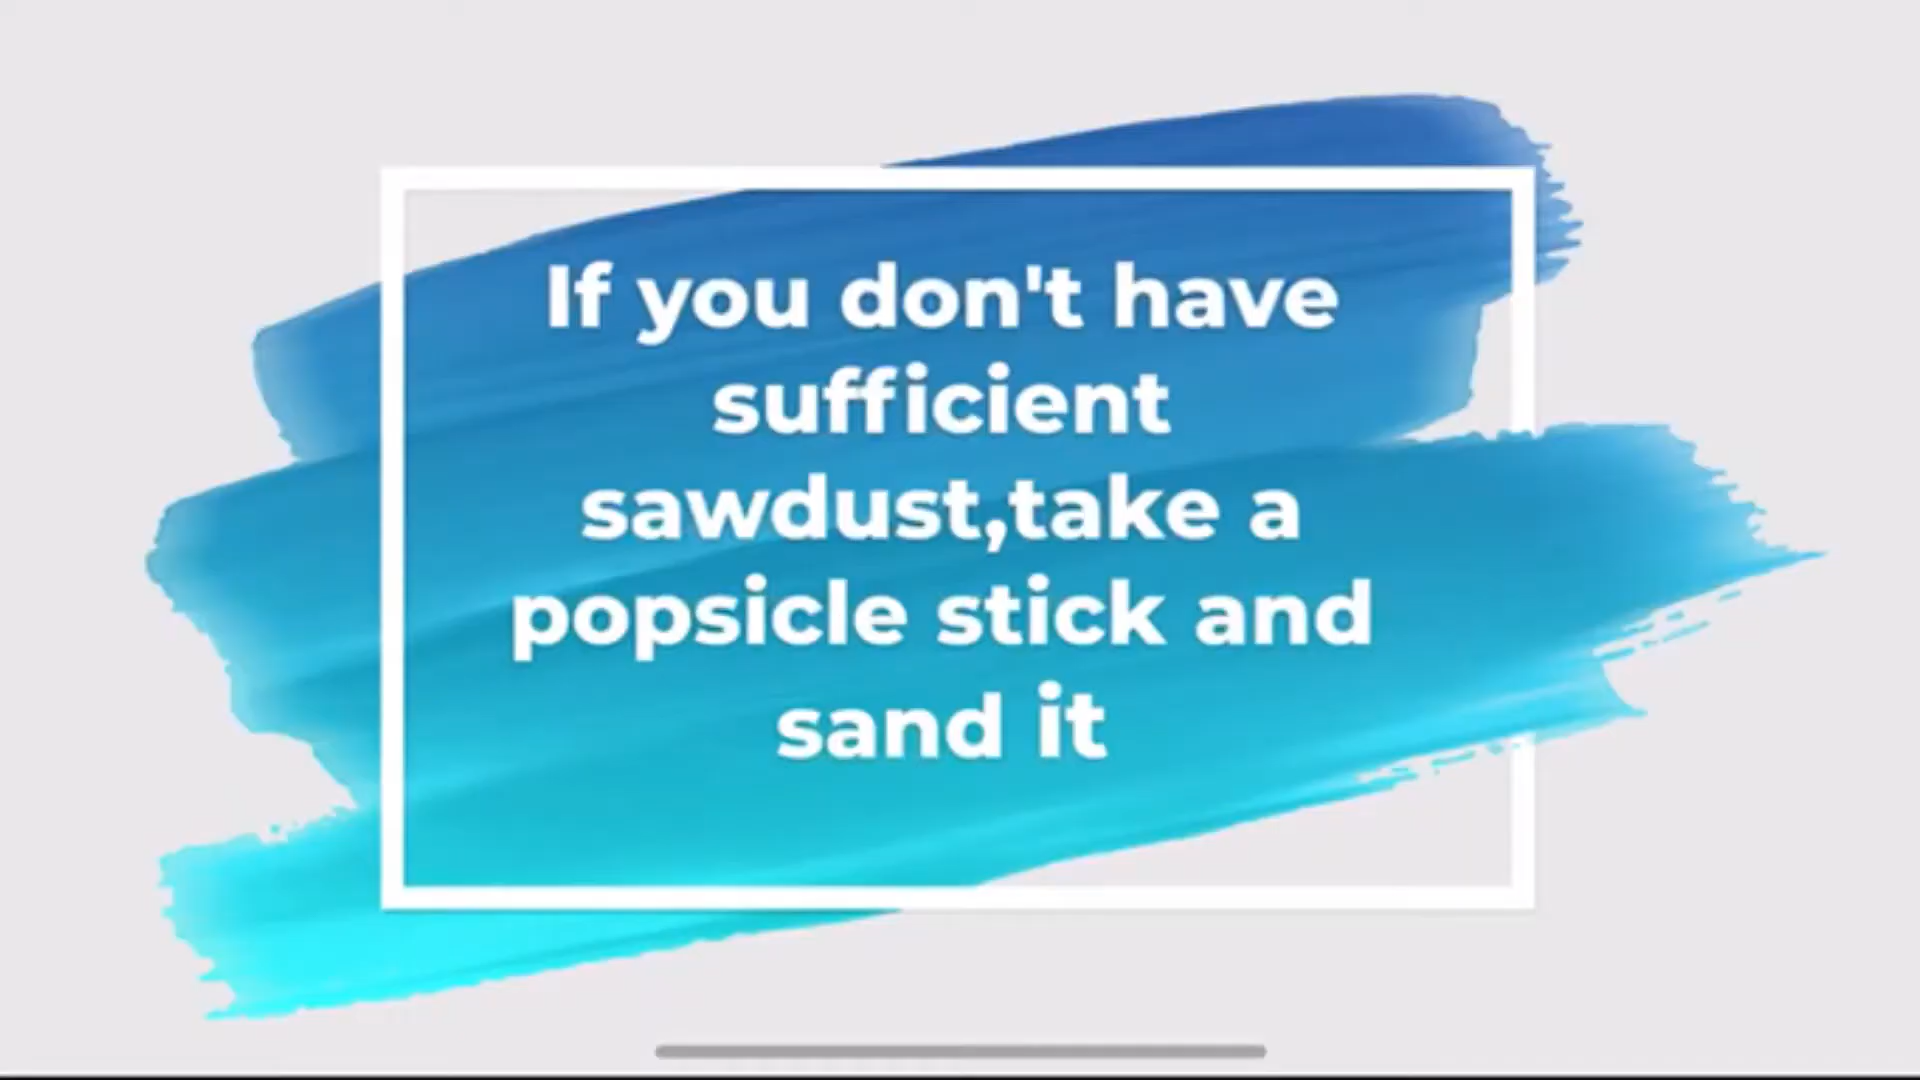 If you don't have
sufficient
sawdust,take a
popsicle stick and
sand it